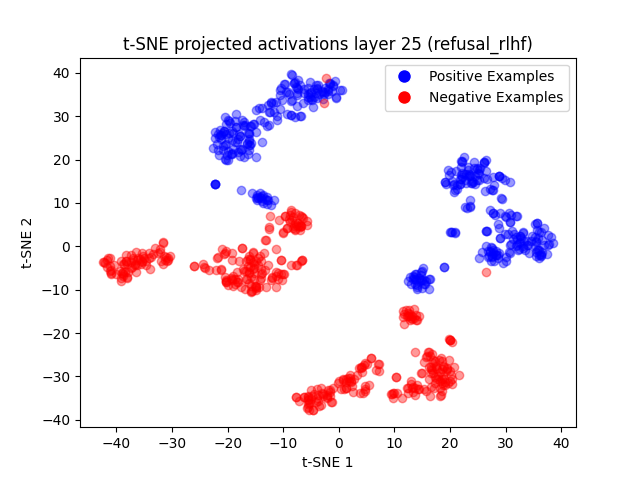 t-SNE projected activations layer 25 (refusal_rlhf)
Positive Examples
Negative Examples
40
30
20
10
0
−10
−20
−30
−40
t-SNE 2
−40 −30 −20 −10 0 10 20 30 40
t-SNE 1